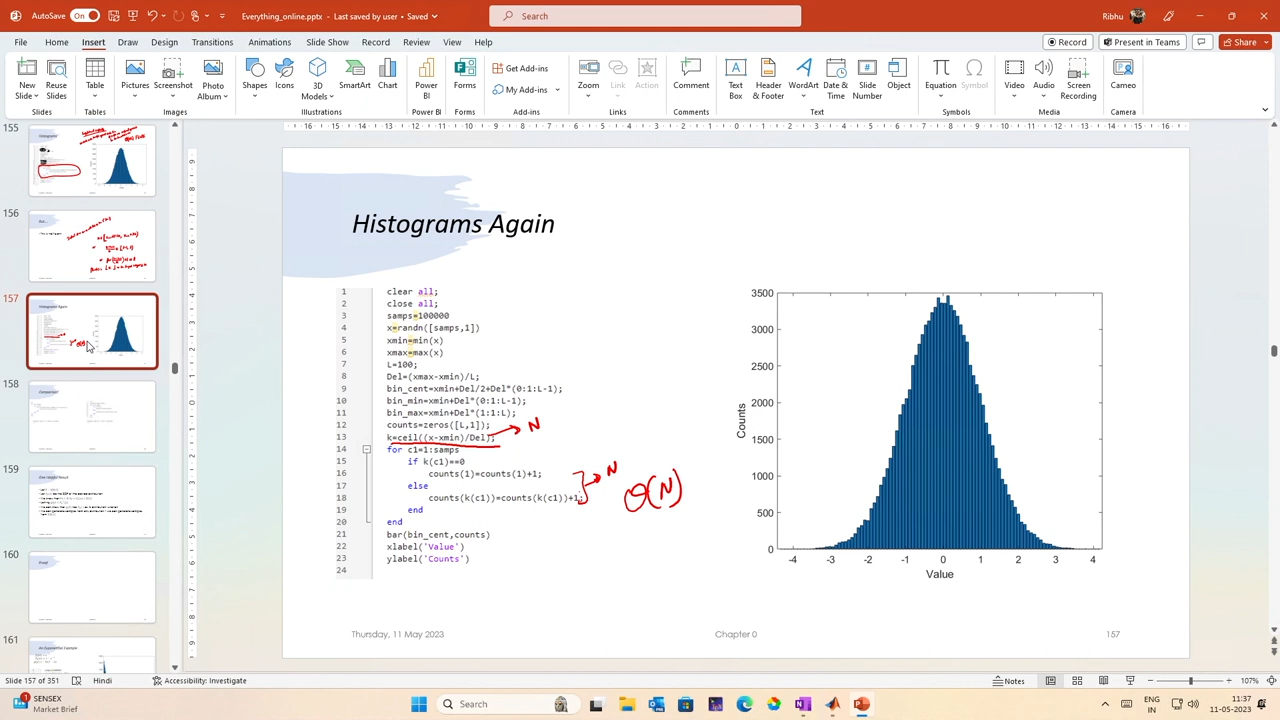 AutoSave On Everything_online.pptx • Last saved by user • Saved Search Ribhu
File Home Insert Draw Design Transitions Animations Slide Show Record Review View Help Record Present in Teams Share
New Slide Reuse Slides Table Pictures Screenshot Photo Album Shapes Icons 3D Models SmartArt Chart Power BI Forms Get Add-ins My Add-ins Zoom Link Action Comment Text Box Header & Footer WordArt Date & Time Slide Number Object Equation Symbol Video Audio Screen Recording Cameo
Slides Tables Images Illustrations Power BI Forms Add-ins Links Comments Text Symbols Media Camera
155
156
157
158
159
160
161
Histograms Again
1 clear all;
2 close all;
3 samps=100000
4 x=randn([samps,1])
5 xmin=min(x)
6 xmax=max(x)
7 L=100;
8 Del=(xmax-xmin)/L;
9 bin_cent=xmin+Del/2+Del*(0:1:L-1);
10 bin_min=xmin+Del*(0:1:L-1);
11 bin_max=xmin+Del*(1:1:L);
12 counts=zeros([L,1]);
13 k=ceil((x-xmin)/Del); N
14 for c1=1:samps
15 if k(c1)==0
16 counts(1)=counts(1)+1;
17 else
18 counts(k(c1))=counts(k(c1))+1;
19 end
20 end
21 bar(bin_cent,counts)
22 xlabel('Value')
23 ylabel('Counts')
24
N
O(N)
3500
3000
2500
2000
1500
1000
500
0
Counts
-4 -3 -2 -1 0 1 2 3 4
Value
Thursday, 11 May 2023 Chapter 0 157
Slide 157 of 351 Hindi Accessibility: Investigate Notes 107%
SENSEX
Market Brief
Search
ENG
IN
11:37
11-05-2023